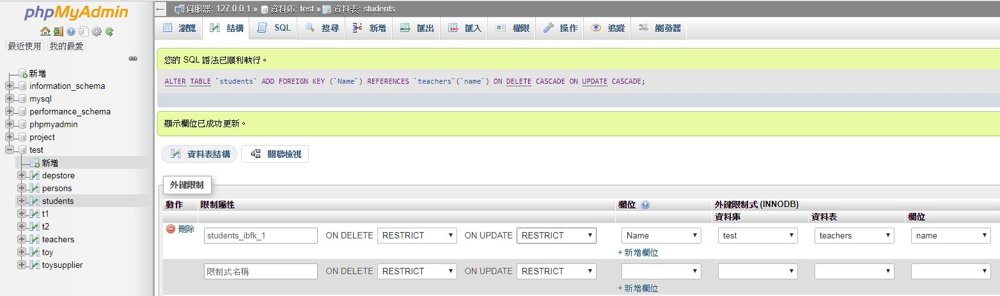 phpMyAdmin
最近使用 我的最愛
新增
information_schema
mysql
performance_schema
phpmyadmin
project
test
新增
depstore
persons
students
t1
t2
teachers
toy
toysupplier
伺服器: 127.0.0.1 » 資料庫: test » 資料表: students
瀏覽 結構 SQL 搜尋 新增 匯出 匯入 權限 操作 追蹤 觸發器
您的 SQL 語法已順利執行。
ALTER TABLE `students` ADD FOREIGN KEY (`Name`) REFERENCES `teachers`(`name`) ON DELETE CASCADE ON UPDATE CASCADE;
顯示欄位已成功更新。
資料表結構 關聯檢視
外鍵限制
動作 限制屬性 欄位 外鍵限制式 (INNODB)
資料庫 資料表 欄位
刪除 students_ibfk_1 ON DELETE RESTRICT ON UPDATE RESTRICT Name test teachers name
+ 新增欄位
限制式名稱 ON DELETE RESTRICT ON UPDATE RESTRICT
+ 新增欄位